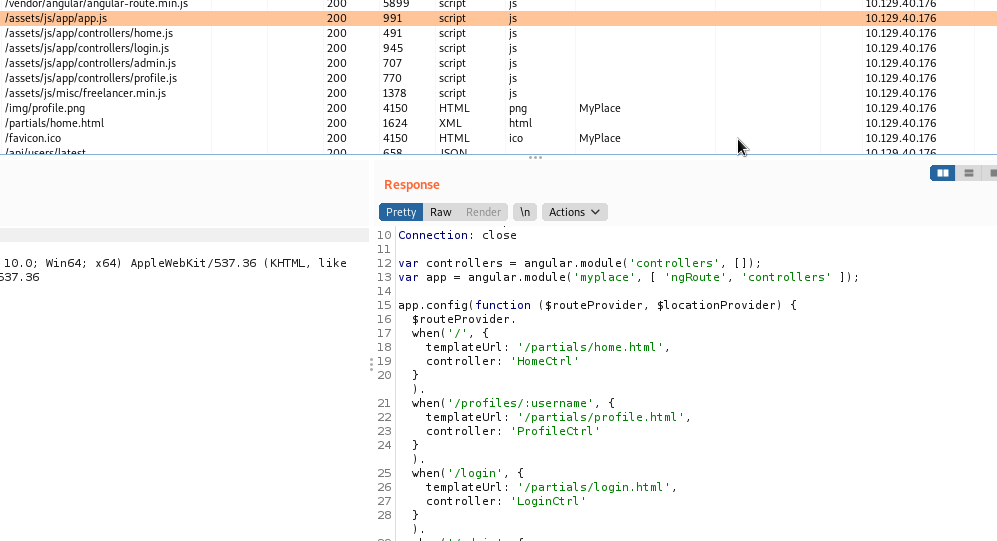 /vendor/angular/angular-route.min.js 200 5899 script js 10.129.40.176
/assets/js/app/app.js 200 991 script js 10.129.40.176
/assets/js/app/controllers/home.js 200 491 script js 10.129.40.176
/assets/js/app/controllers/login.js 200 945 script js 10.129.40.176
/assets/js/app/controllers/admin.js 200 707 script js 10.129.40.176
/assets/js/app/controllers/profile.js 200 770 script js 10.129.40.176
/assets/js/misc/freelancer.min.js 200 1378 script js 10.129.40.176
/img/profile.png 200 4150 HTML png MyPlace 10.129.40.176
/partials/home.html 200 1624 XML html 10.129.40.176
/favicon.ico 200 4150 HTML ico MyPlace 10.129.40.176
/api/users/latest 200 658 JSON 10.129.40.176
10.0; Win64; x64) AppleWebKit/537.36 (KHTML, like
537.36
Response
Pretty Raw Render \n Actions
10 Connection: close
11
12 var controllers = angular.module('controllers', []);
13 var app = angular.module('myplace', [ 'ngRoute', 'controllers' ]);
14
15 app.config(function ($routeProvider, $locationProvider) {
16 $routeProvider.
17 when('/', {
18 templateUrl: '/partials/home.html',
19 controller: 'HomeCtrl'
20 }
).
21 when('/profiles/:username', {
22 templateUrl: '/partials/profile.html',
23 controller: 'ProfileCtrl'
24 }
).
25 when('/login', {
26 templateUrl: '/partials/login.html',
27 controller: 'LoginCtrl'
28 }
).